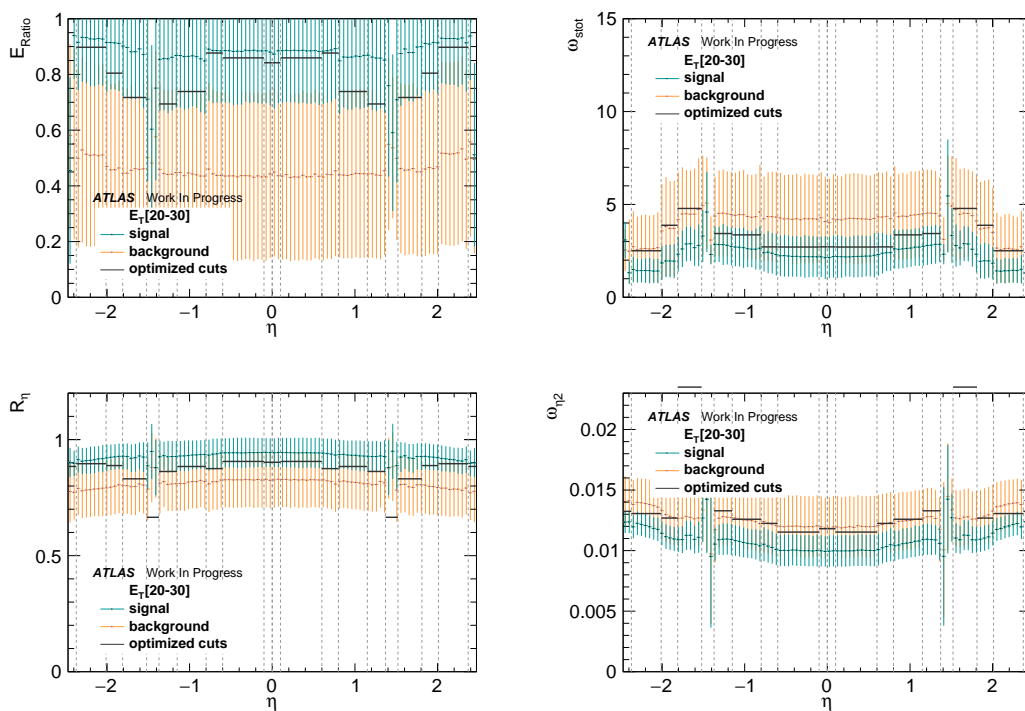 E_Ratio
1
0.8
0.6
0.4
0.2
0
ATLAS Work In Progress
E_T[20-30]
signal
background
optimized cuts
−2 −1 0 1 2
η
ω_stot
15
10
5
0
ATLAS Work In Progress
E_T[20-30]
signal
background
optimized cuts
−2 −1 0 1 2
η
R_η
1
0.5
0
ATLAS Work In Progress
E_T[20-30]
signal
background
optimized cuts
−2 −1 0 1 2
η
ω_η2
0.02
0.015
0.01
0.005
0
ATLAS Work In Progress
E_T[20-30]
signal
background
optimized cuts
−2 −1 0 1 2
η